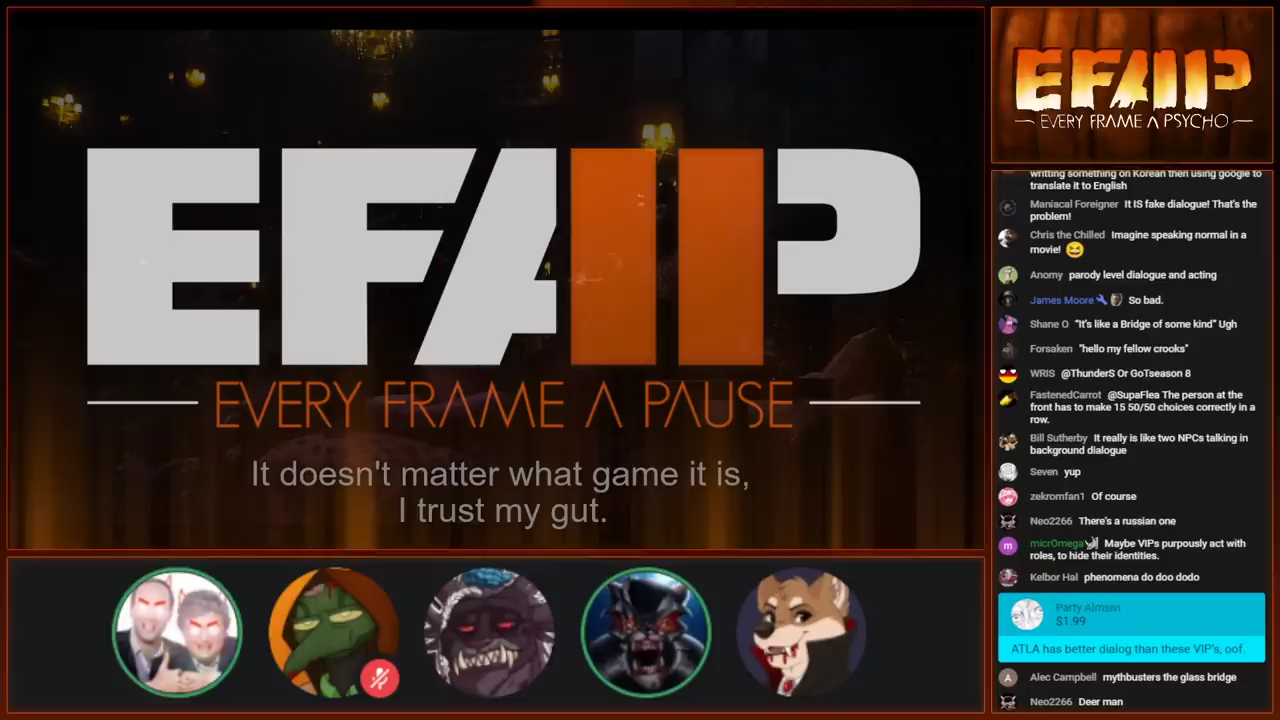 EFAIIP
EVERY FRAME A PAUSE
It doesn't matter what game it is,
I trust my gut.
EFAIIP
EVERY FRAME A PSYCHO
writting something on Korean then using google to
translate it to English
Maniacal Foreigner It IS fake dialogue! That's the
problem!
Chris the Chilled Imagine speaking normal in a
movie! 😆
Anomy parody level dialogue and acting
James Moore So bad.
Shane O “It's like a Bridge of some kind” Ugh
Forsaken "hello my fellow crooks"
WRIS @ThunderS Or GoTseason 8
FastenedCarrot @SupaFlea The person at the
front has to make 15 50/50 choices correctly in a
row.
Bill Sutherby It really is like two NPCs talking in
background dialogue
Seven yup
zekromfan1 Of course
Neo2266 There's a russian one
m
micrOmega Maybe VIPs purpously act with
roles, to hide their identities.
Kelbor Hal phenomena do doo dodo
Party Almsivi
$1.99
ATLA has better dialog than these VIP's, oof.
A
Alec Campbell mythbusters the glass bridge
Neo2266 Deer man